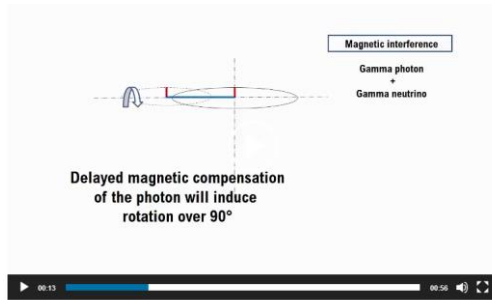 Magnetic interference
Gamma photon
+
Gamma neutrino
Delayed magnetic compensation
of the photon will induce
rotation over 90°
00:13
00:56